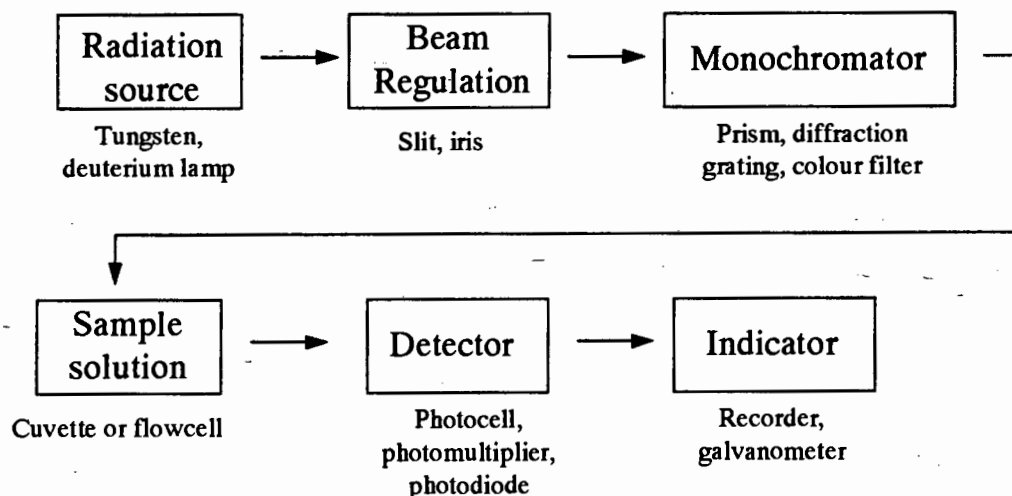 Radiation
source
Tungsten,
deuterium lamp
Beam
Regulation
Slit, iris
Monochromator
Prism, diffraction
grating, colour filter
Sample
solution
Cuvette or flowcell
Detector
Photocell,
photomultiplier,
photodiode
Indicator
Recorder,
galvanometer